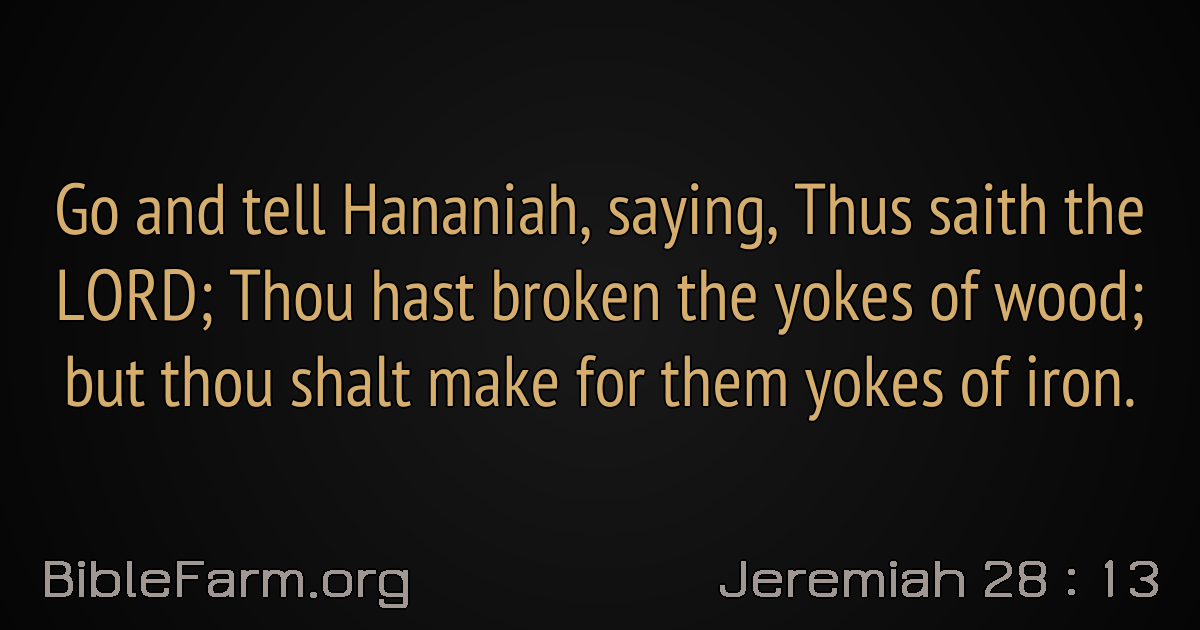 Go and tell Hananiah, saying, Thus saith the
LORD; Thou hast broken the yokes of wood;
but thou shalt make for them yokes of iron.
BibleFarm.org
Jeremiah 28 : 13